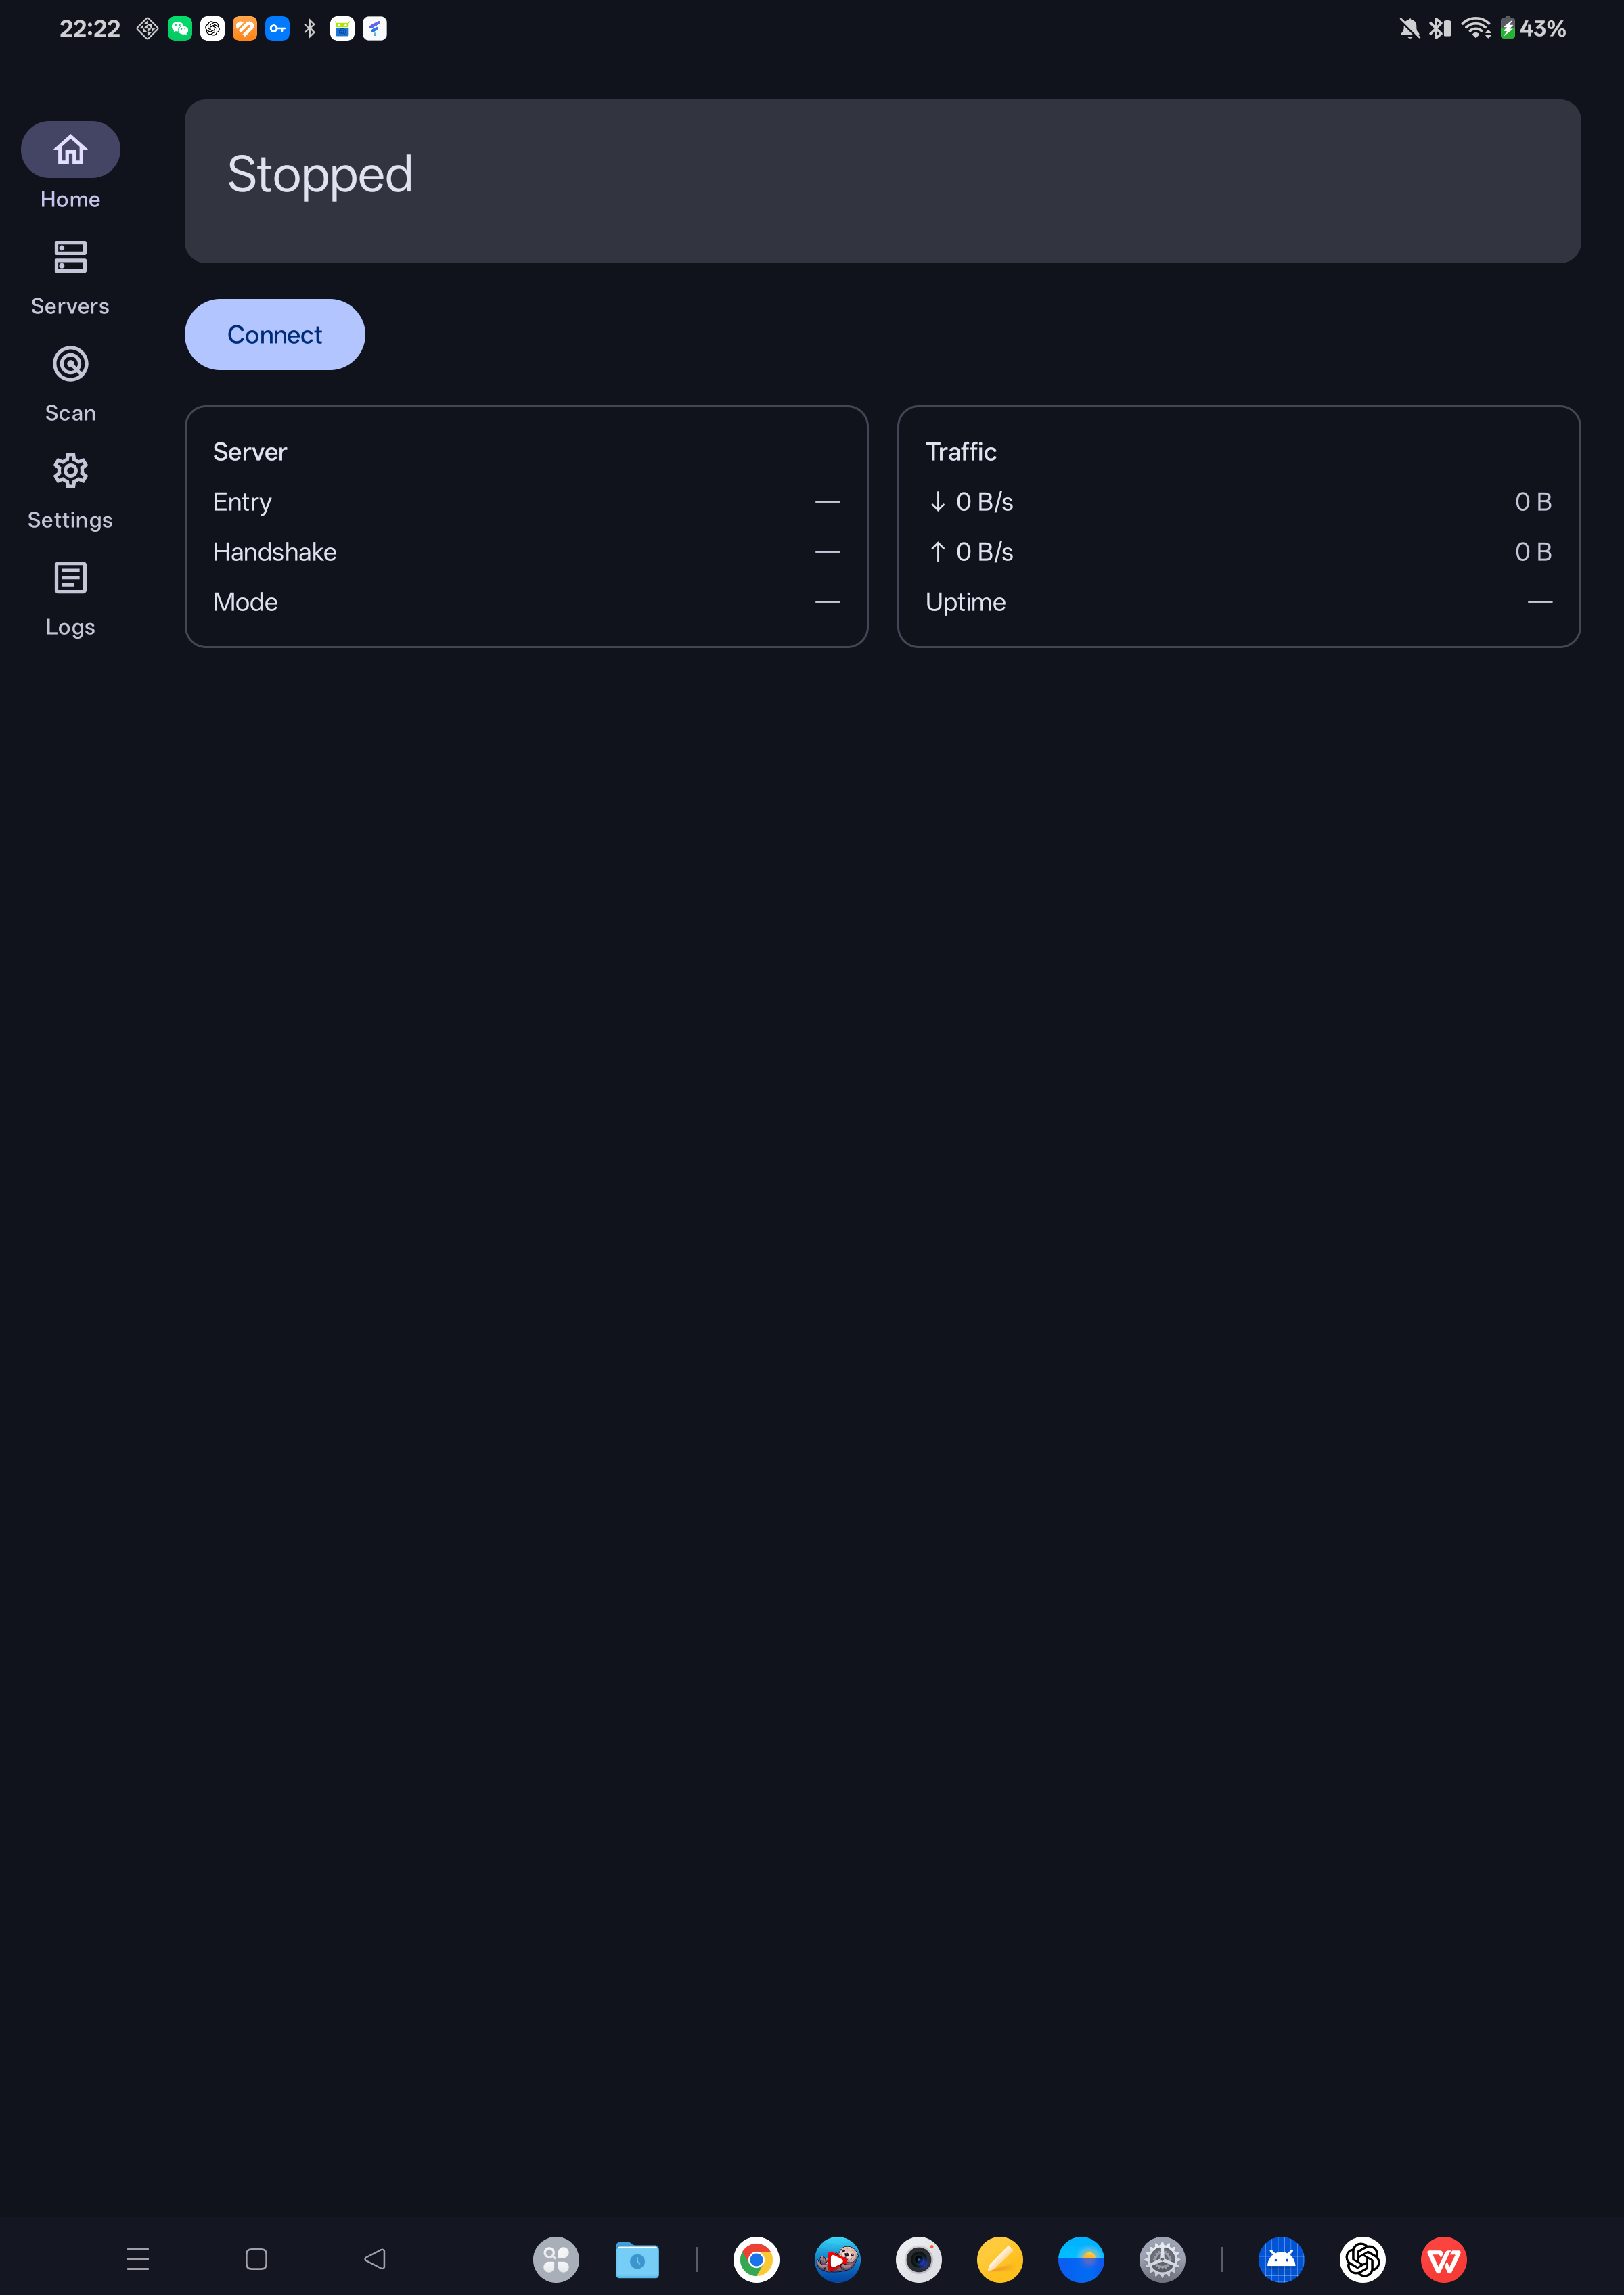 22:22
43%
Stopped
Home
Servers
Connect
Scan
Server
Entry —
Handshake —
Mode —
Traffic
↓ 0 B/s 0 B
↑ 0 B/s 0 B
Uptime —
Settings
Logs